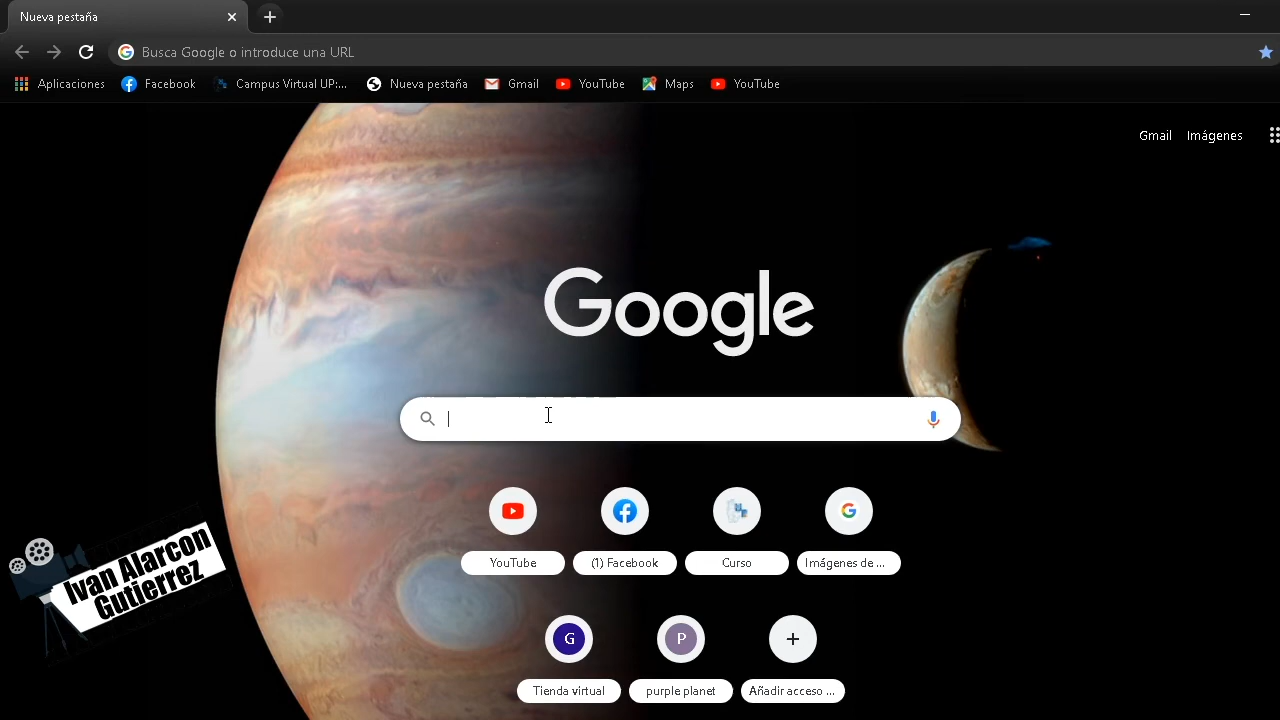 Nueva pestaña
Busca Google o introduce una URL
Aplicaciones Facebook Campus Virtual UP:... Nueva pestaña Gmail YouTube Maps YouTube
Gmail Imágenes
Google
YouTube (1) Facebook Curso Imágenes de ...
Ivan Alarcon
Gutierrez
G P
Tienda virtual purple planet Añadir acceso ...